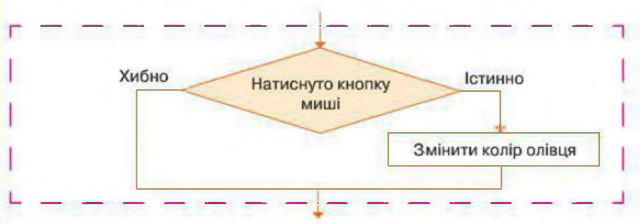 Хибно
Натиснуто кнопку
миші
Істинно
Змінити колір олівця